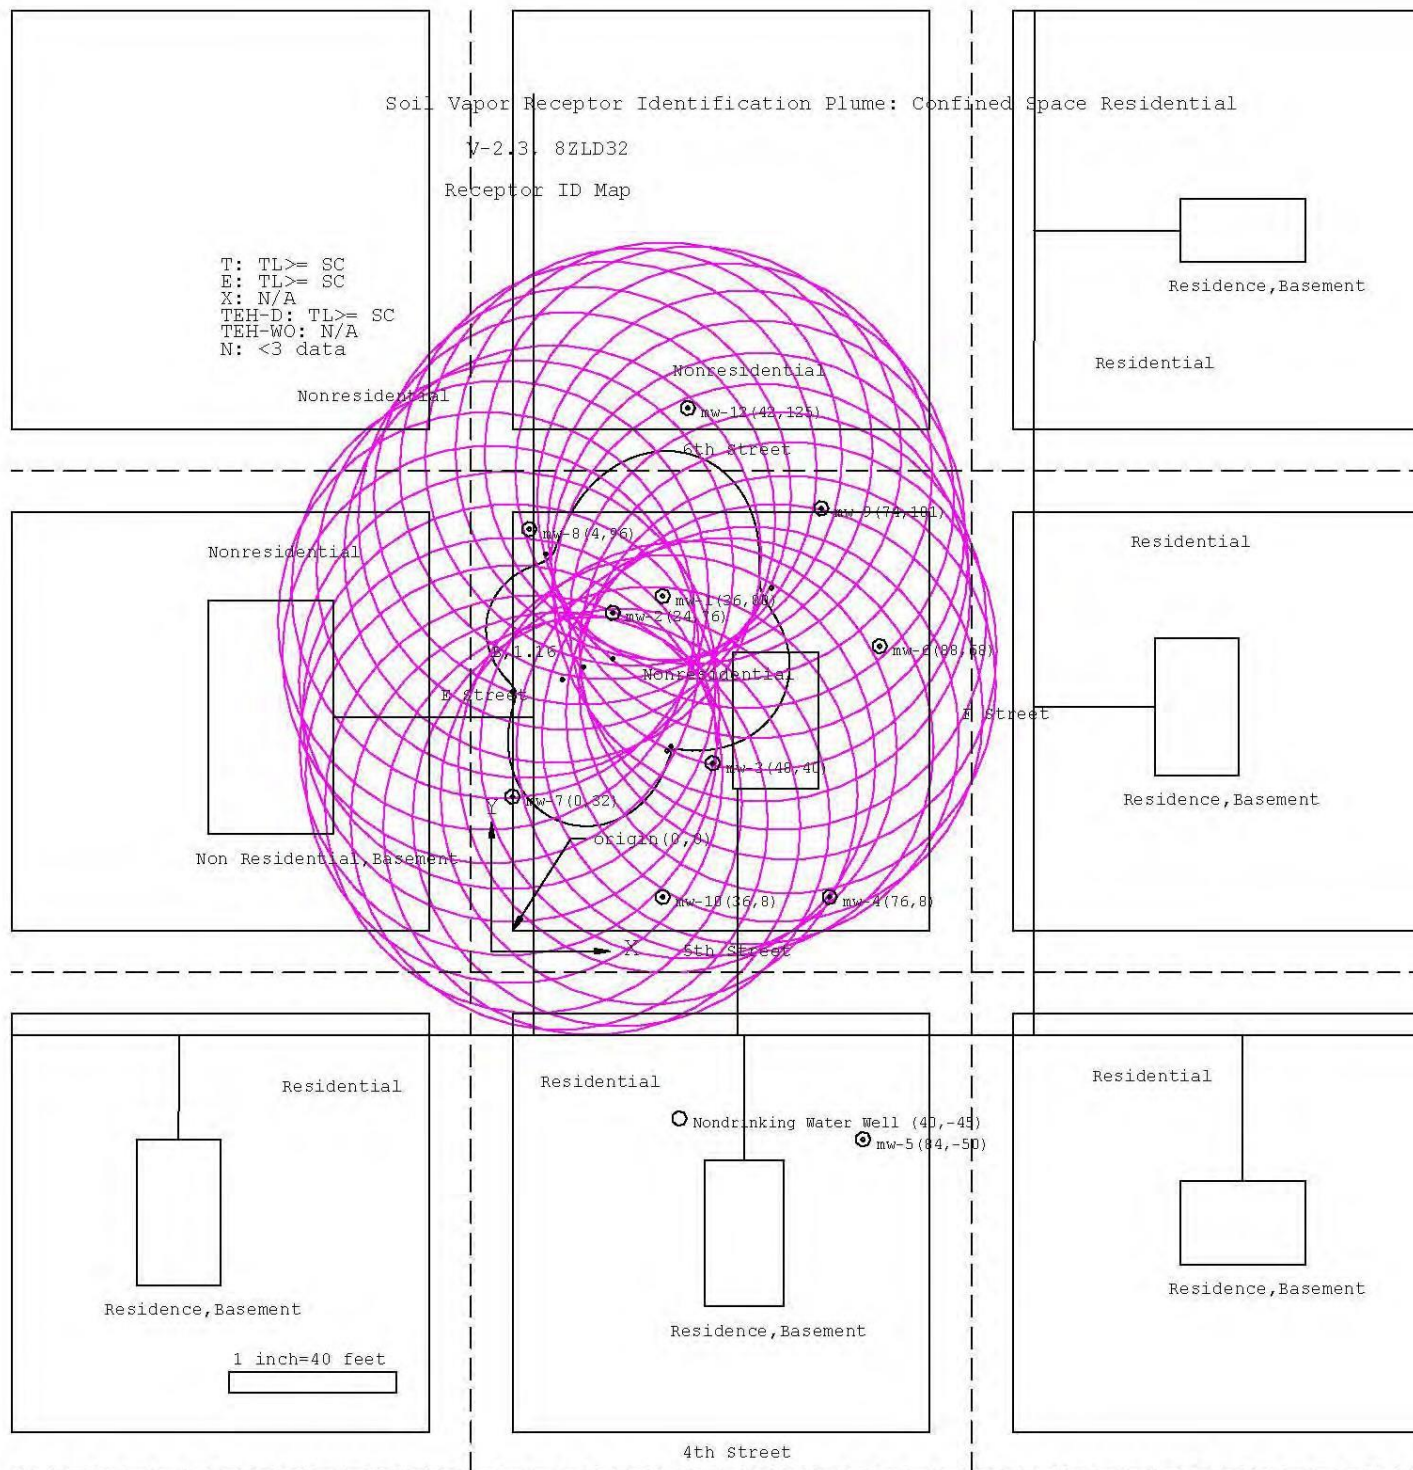 Soil Vapor Receptor Identification Plume: Confined Space Residential
V-2.3, 8ZLD32
Receptor ID Map
T: TL>= SC
E: TL>= SC
X: N/A
TEH-D: TL>= SC
TEH-WO: N/A
N: <3 data
Residence,Basement
Residential
Nonresidential
Nonresidential
mw-12(42,125)
6th Street
mw-9(74,101)
mw-8(4,96)
Nonresidential
Residential
mw-1(36,80)
mw-2(24,76)
mw-6(88,68)
B,1.16
Nonresidential
E Street
F Street
mw-3(48,40)
mw-7(0,32)
Residence,Basement
Y
origin(0,0)
Non Residential,Basement
mw-10(36,8)
mw-4(76,8)
X
5th Street
Residential
Residential
Residential
Nondrinking Water Well (40,-45)
mw-5(84,-50)
Residence,Basement
Residence,Basement
Residence,Basement
1 inch=40 feet
4th Street